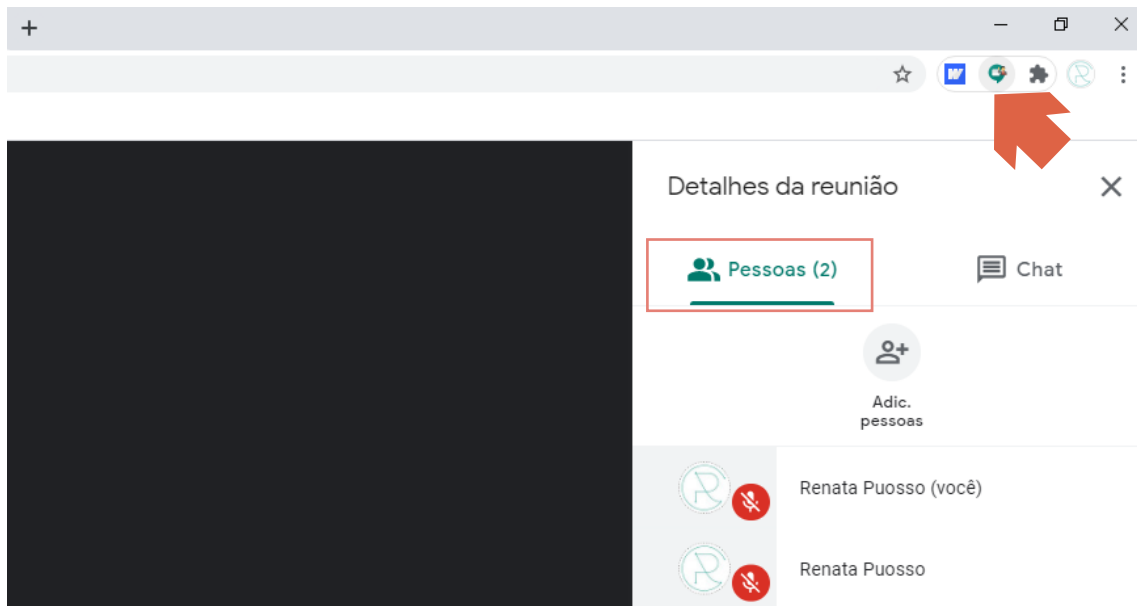 Detalhes da reunião
Pessoas (2)
Chat
Adic.
pessoas
Renata Puosso (você)
Renata Puosso